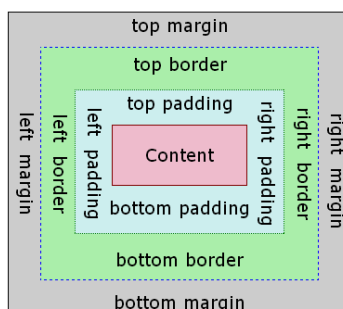 top margin
top border
top padding
left margin
left border
left padding
Content
right padding
right border
right margin
bottom padding
bottom border
bottom margin